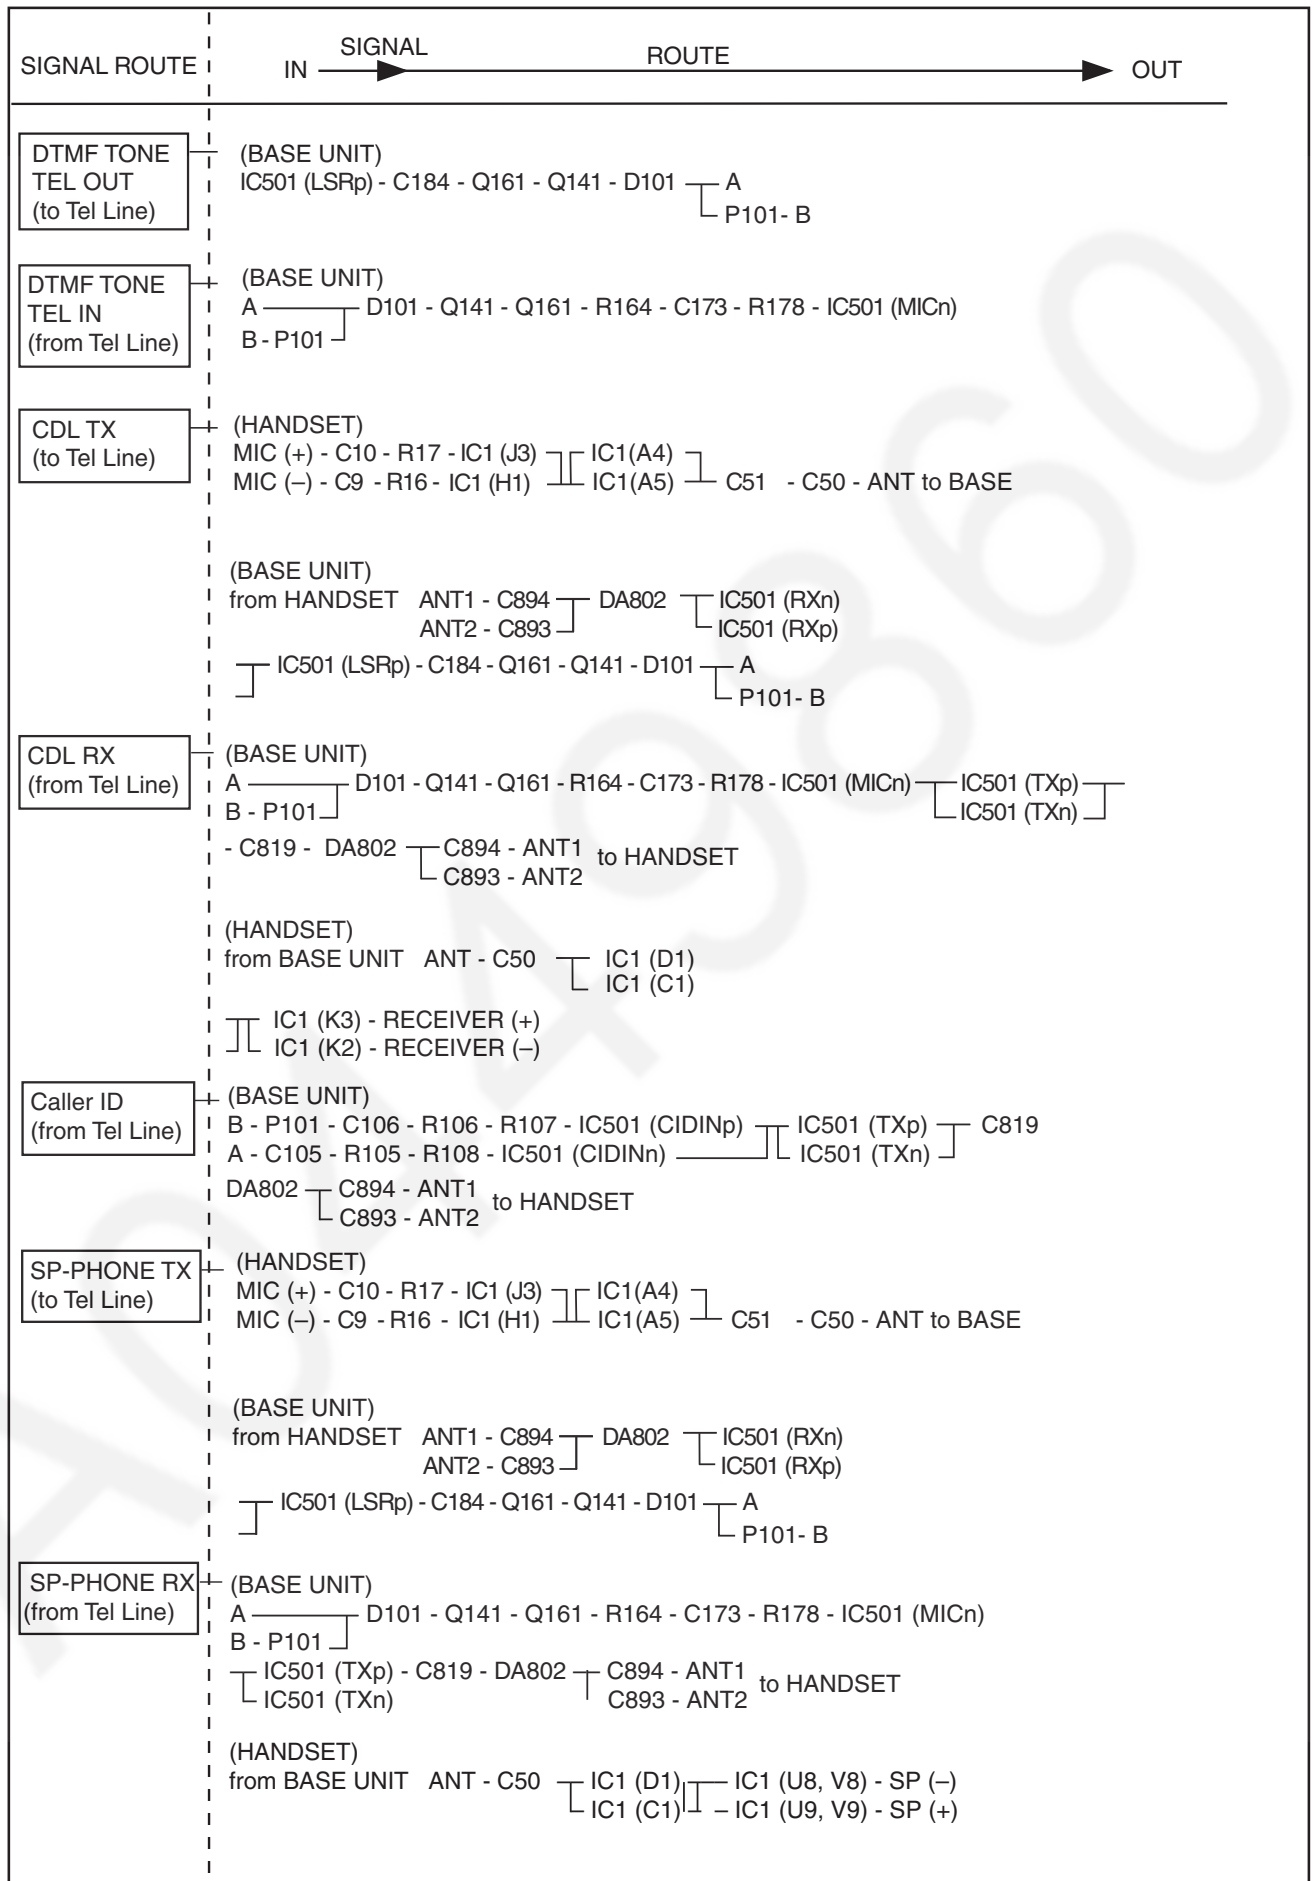 SIGNAL ROUTE IN SIGNAL ROUTE OUT
DTMF TONE
TEL OUT
(to Tel Line)
(BASE UNIT)
IC501 (LSRp) - C184 - Q161 - Q141 - D101 A
P101- B
DTMF TONE
TEL IN
(from Tel Line)
(BASE UNIT)
A D101 - Q141 - Q161 - R164 - C173 - R178 - IC501 (MICn)
B - P101
CDL TX
(to Tel Line)
(HANDSET)
MIC (+) - C10 - R17 - IC1 (J3) IC1(A4)
MIC (–) - C9 - R16 - IC1 (H1) IC1(A5) C51 - C50 - ANT to BASE
(BASE UNIT)
from HANDSET ANT1 - C894 DA802 IC501 (RXn)
ANT2 - C893 IC501 (RXp)
IC501 (LSRp) - C184 - Q161 - Q141 - D101 A
P101- B
CDL RX
(from Tel Line)
(BASE UNIT)
A D101 - Q141 - Q161 - R164 - C173 - R178 - IC501 (MICn) IC501 (TXp)
B - P101 IC501 (TXn)
- C819 - DA802 C894 - ANT1 to HANDSET
C893 - ANT2
(HANDSET)
from BASE UNIT ANT - C50 IC1 (D1)
IC1 (C1)
IC1 (K3) - RECEIVER (+)
IC1 (K2) - RECEIVER (–)
Caller ID
(from Tel Line)
(BASE UNIT)
B - P101 - C106 - R106 - R107 - IC501 (CIDINp) IC501 (TXp) C819
A - C105 - R105 - R108 - IC501 (CIDINn) IC501 (TXn)
DA802 C894 - ANT1 to HANDSET
C893 - ANT2
SP-PHONE TX
(to Tel Line)
(HANDSET)
MIC (+) - C10 - R17 - IC1 (J3) IC1(A4)
MIC (–) - C9 - R16 - IC1 (H1) IC1(A5) C51 - C50 - ANT to BASE
(BASE UNIT)
from HANDSET ANT1 - C894 DA802 IC501 (RXn)
ANT2 - C893 IC501 (RXp)
IC501 (LSRp) - C184 - Q161 - Q141 - D101 A
P101- B
SP-PHONE RX
(from Tel Line)
(BASE UNIT)
A D101 - Q141 - Q161 - R164 - C173 - R178 - IC501 (MICn)
B - P101
IC501 (TXp) - C819 - DA802 C894 - ANT1 to HANDSET
IC501 (TXn) C893 - ANT2
(HANDSET)
from BASE UNIT ANT - C50 IC1 (D1) IC1 (U8, V8) - SP (–)
IC1 (C1) – IC1 (U9, V9) - SP (+)
A0449860